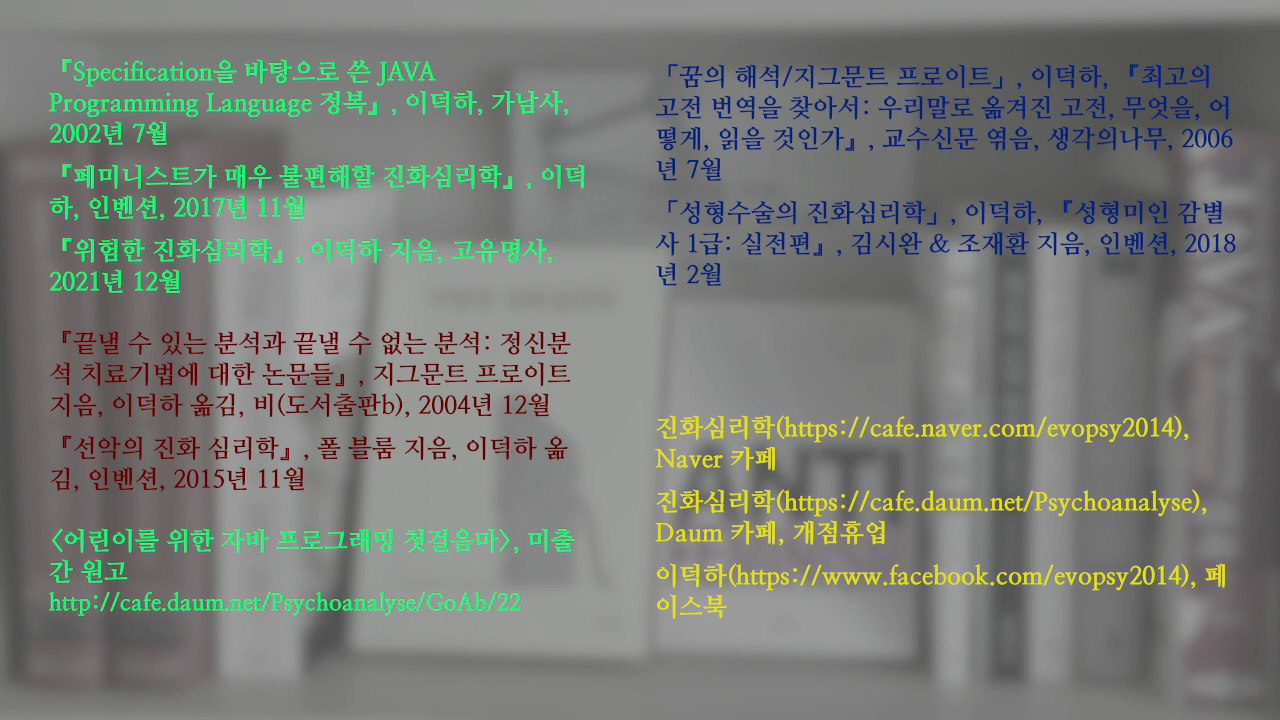 『Specification을 바탕으로 쓴 JAVA
Programming Language 정복』, 이덕하, 가남사,
2002년 7월
『페미니스트가 매우 불편해할 진화심리학』, 이덕
하, 인벤션, 2017년 11월
『위험한 진화심리학』, 이덕하 지음, 고유명사,
2021년 12월
『끝낼 수 있는 분석과 끝낼 수 없는 분석: 정신분
석 치료기법에 대한 논문들』, 지그문트 프로이트
지음, 이덕하 옮김, 비(도서출판b), 2004년 12월
『선악의 진화 심리학』, 폴 블룸 지음, 이덕하 옮
김, 인벤션, 2015년 11월
<어린이를 위한 자바 프로그래밍 첫걸음마>, 미출
간 원고
http://cafe.daum.net/Psychoanalyse/GoAb/22
「꿈의 해석/지그문트 프로이트」, 이덕하, 『최고의
고전 번역을 찾아서: 우리말로 옮겨진 고전, 무엇을, 어
떻게, 읽을 것인가』, 교수신문 엮음, 생각의나무, 2006
년 7월
「성형수술의 진화심리학」, 이덕하, 『성형미인 감별
사 1급: 실전편』, 김시완 & 조재환 지음, 인벤션, 2018
년 2월
진화심리학(https://cafe.naver.com/evopsy2014),
Naver 카페
진화심리학(https://cafe.daum.net/Psychoanalyse),
Daum 카페, 개점휴업
이덕하(https://www.facebook.com/evopsy2014), 페
이스북